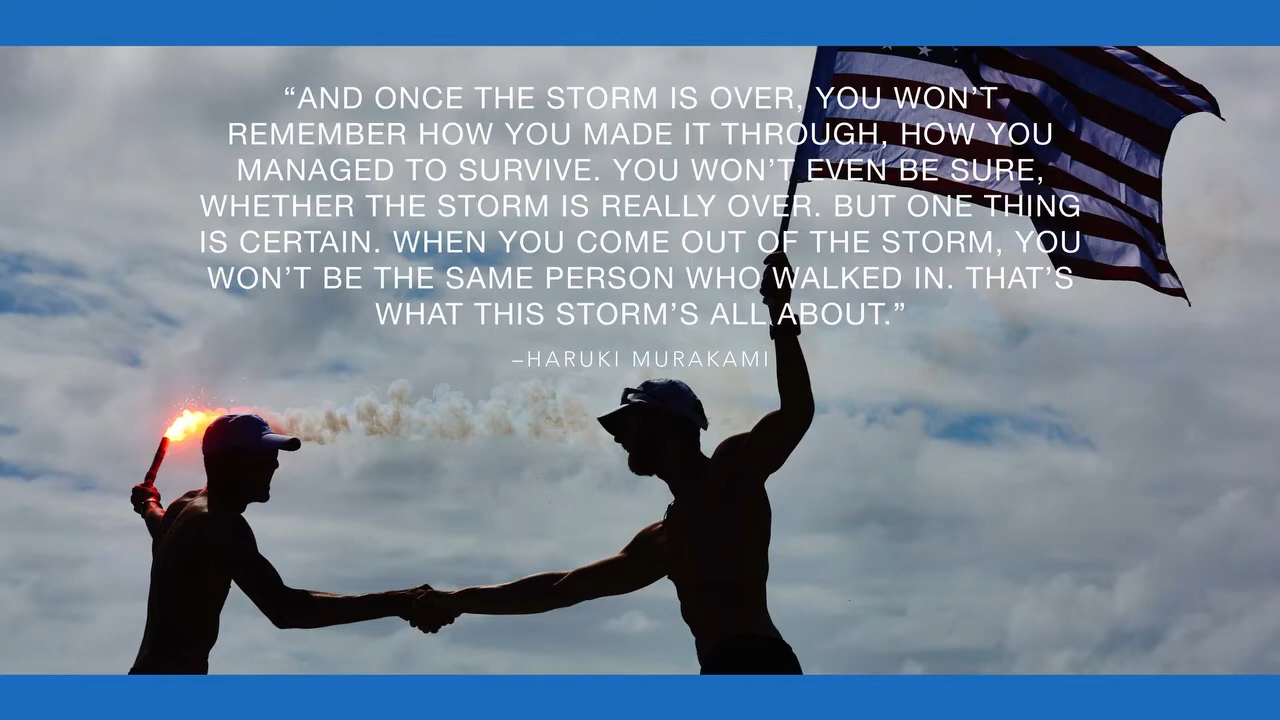 “AND ONCE THE STORM IS OVER, YOU WON’T
REMEMBER HOW YOU MADE IT THROUGH, HOW YOU
MANAGED TO SURVIVE. YOU WON’T EVEN BE SURE,
WHETHER THE STORM IS REALLY OVER. BUT ONE THING
IS CERTAIN. WHEN YOU COME OUT OF THE STORM, YOU
WON’T BE THE SAME PERSON WHO WALKED IN. THAT’S
WHAT THIS STORM’S ALL ABOUT.”
–HARUKI MURAKAMI